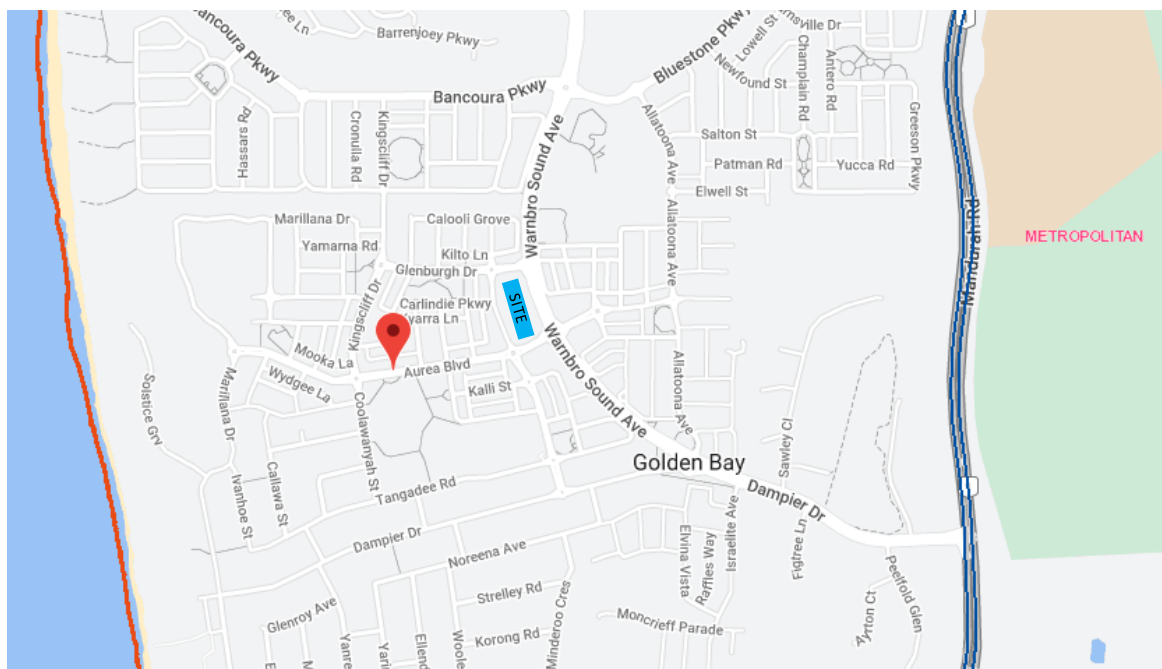 Bancoura Pkwy
Barrenjoey Pkwy
Lowell St
ville Dr
Newfound St
Bluestone Pkwy
Champlain Rd
Antero Rd
Bancoura Pkwy
Hassars Rd
Cronulla Rd
Kingscliff Dr
Warnbro Sound Ave
Allatoona Ave
Salton St
Greeson Pkwy
Patman Rd
Yucca Rd
Elwell St
Marillana Dr
Calooli Grove
Yamarna Rd
Kilto Ln
Allatoona Ave
METROPOLITAN
Mandurah Rd
Glenburgh Dr
Kingscliff Dr
Carlindie Pkwy
SITE
Mooka La
Aurea Blvd
Warnbro Sound Ave
Allatoona Ave
Wydgee La
Kalli St
Solstice Grv
Marillana Dr
Coolawanyah St
Golden Bay
Sawley Cl
Ivanhoe St
Callawa St
Tangadee Rd
Dampier Dr
Dampier Dr
Noreena Ave
Elvina Vista
Raffles Way
Israelite Ave
Figtree Ln
Strelley Rd
Peelfold Glen
Glenroy Ave
Minderoo Cres
Moncrieff Parade
Ayrton Ct
Korong Rd